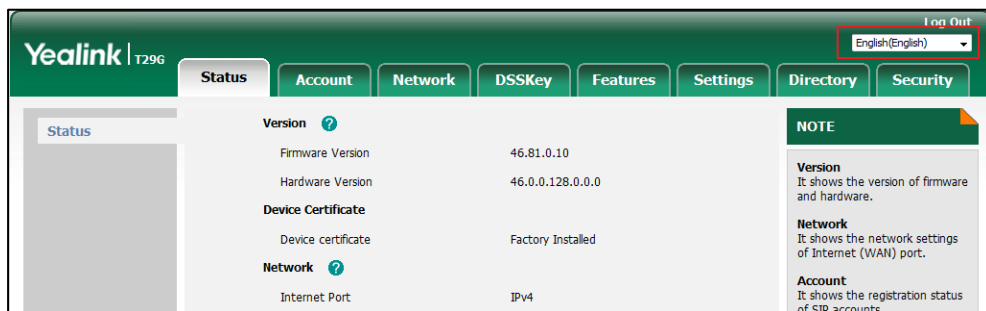 Log Out
English(English)
Yealink T29G
Status Account Network DSSKey Features Settings Directory Security
Status
Version ?
Firmware Version 46.81.0.10
Hardware Version 46.0.0.128.0.0.0
Device Certificate
Device certificate Factory Installed
Network ?
Internet Port IPv4
NOTE
Version
It shows the version of firmware
and hardware.
Network
It shows the network settings
of Internet (WAN) port.
Account
It shows the registration status
of SIP accounts.